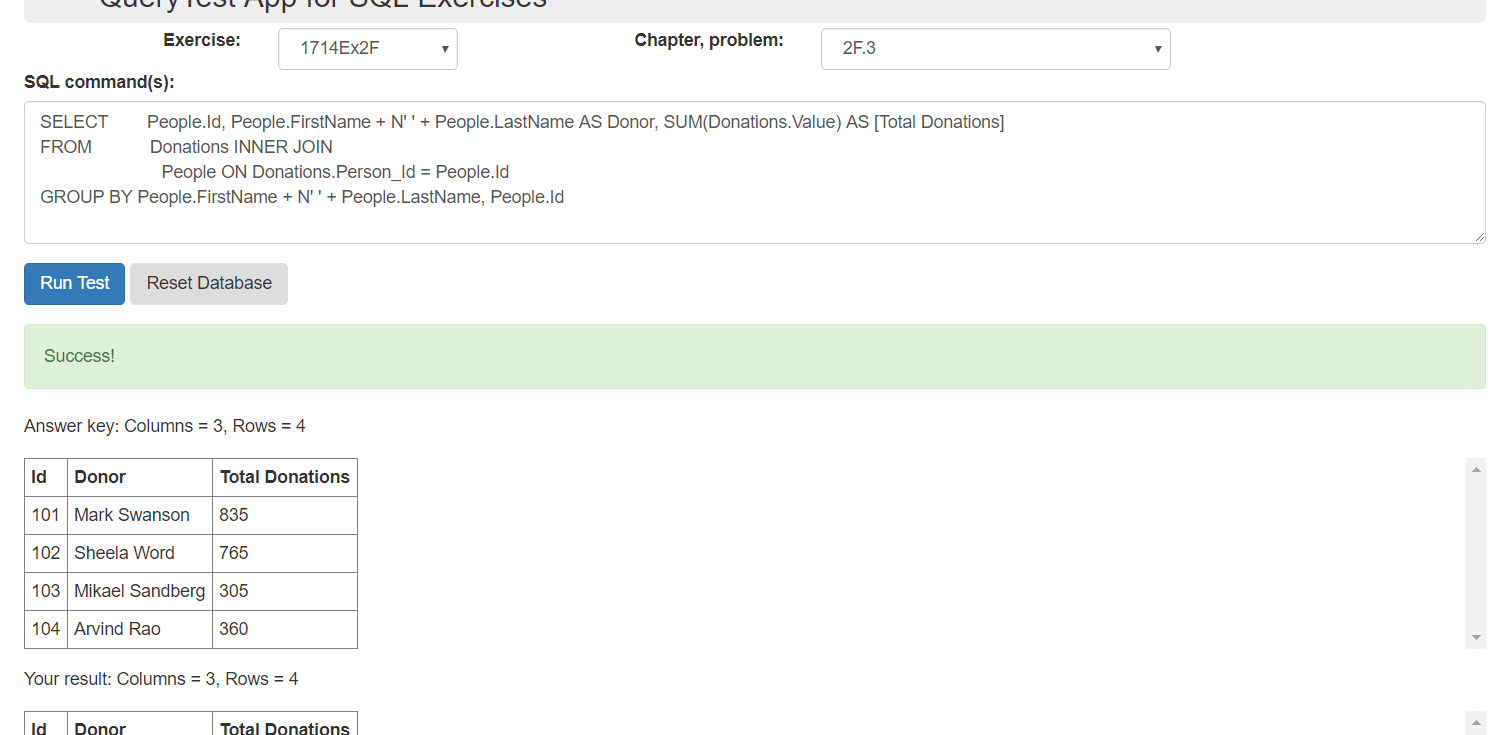 QueryTest App for SQL Exercises
Exercise: 1714Ex2F Chapter, problem: 2F.3
SQL command(s):
SELECT People.Id, People.FirstName + N' ' + People.LastName AS Donor, SUM(Donations.Value) AS [Total Donations]
FROM Donations INNER JOIN
People ON Donations.Person_Id = People.Id
GROUP BY People.FirstName + N' ' + People.LastName, People.Id
Run Test Reset Database
Success!
Answer key: Columns = 3, Rows = 4
Id Donor Total Donations
101 Mark Swanson 835
102 Sheela Word 765
103 Mikael Sandberg 305
104 Arvind Rao 360
Your result: Columns = 3, Rows = 4
Id Donor Total Donations